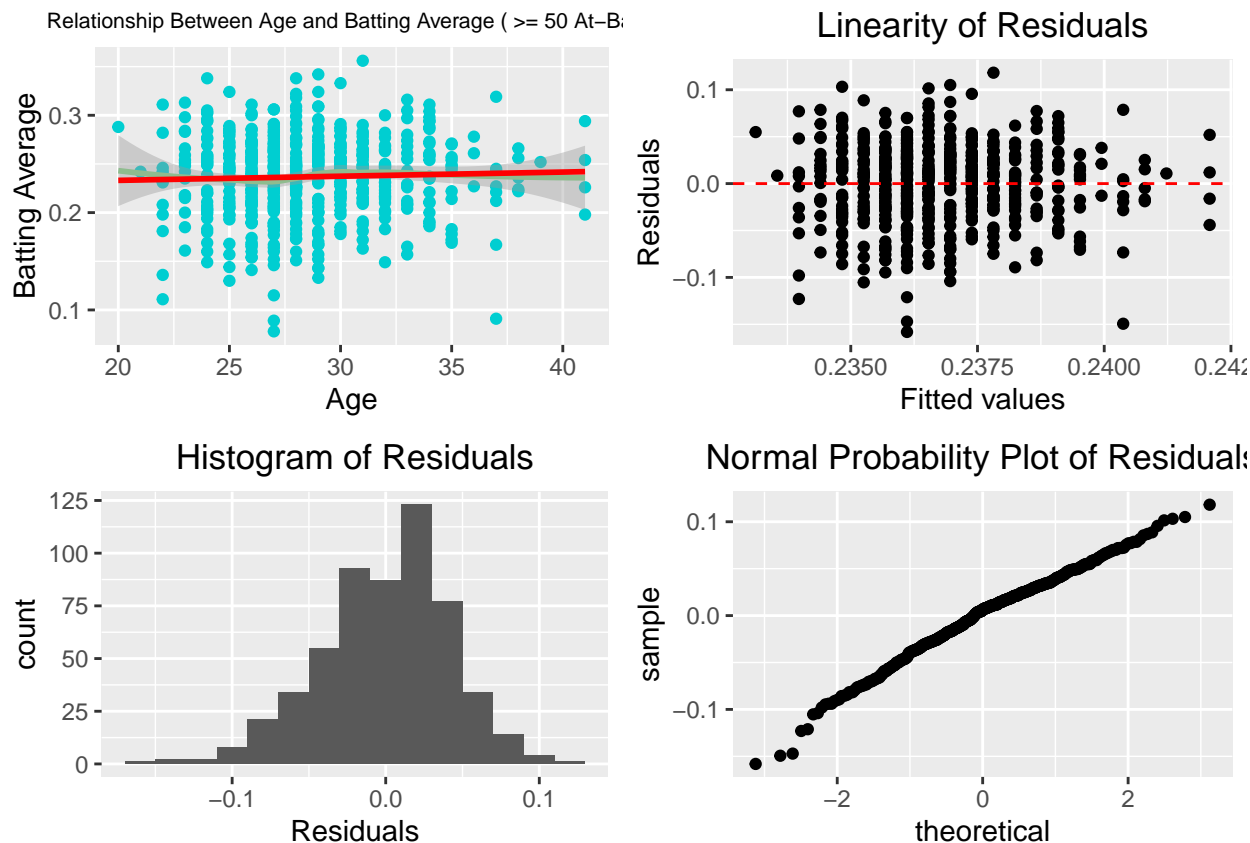 Relationship Between Age and Batting Average ( >= 50 At−Ba
Batting Average
0.3
0.2
0.1
20 25 30 35 40
Age
Linearity of Residuals
Residuals
0.1
0.0
−0.1
0.2350 0.2375 0.2400 0.242
Fitted values
Histogram of Residuals
count
125
100
75
50
25
0
−0.1 0.0 0.1
Residuals
Normal Probability Plot of Residuals
sample
0.1
0.0
−0.1
−2 0 2
theoretical